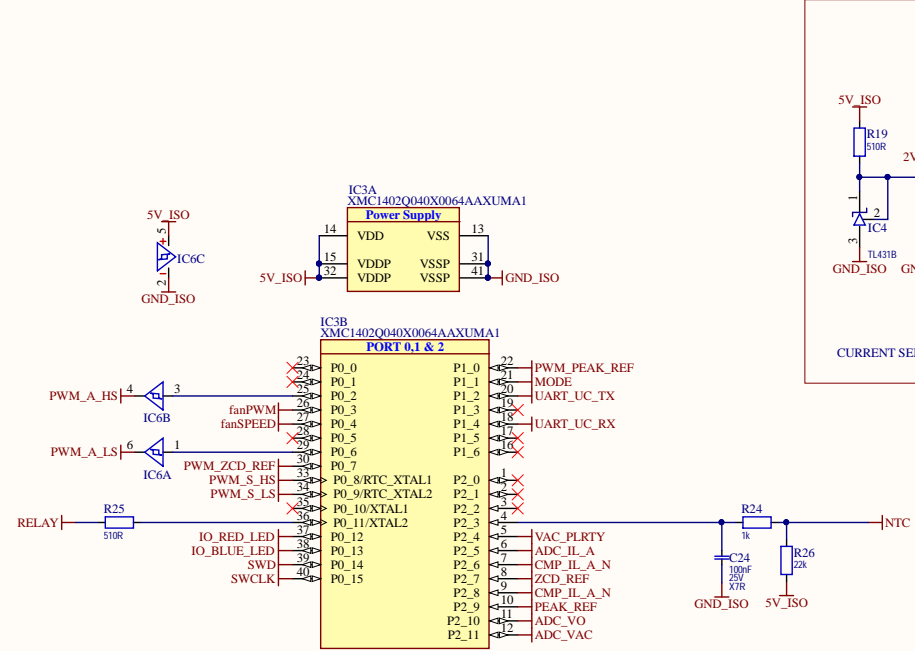 5V_ISO
R19
510R
2V
1
2
IC4
3
TL431B
GND_ISO
GN
CURRENT SE
5V_ISO
5
IC6C
2
GND_ISO
IC3A
XMC1402Q040X0064AAXUMA1
Power Supply
14 VDD VSS 13
15 VDDP VSSP 31
5V_ISO 32 VDDP VSSP 41 GND_ISO
IC3B
XMC1402Q040X0064AAXUMA1
PORT 0,1 & 2
23 P0_0 P1_0 22 PWM_PEAK_REF
24 P0_1 P1_1 21 MODE
PWM_A_HS 4 3 25 P0_2 P1_2 20 UART_UC_TX
IC6B
fanPWM 26 P0_3 P1_3 19
fanSPEED 27 P0_4 P1_4 18 UART_UC_RX
28 P0_5 P1_5 17
PWM_A_LS 6 1 29 P0_6 P1_6 16
IC6A
PWM_ZCD_REF 30 P0_7
PWM_S_HS 33 P0_8/RTC_XTAL1 P2_0 1
PWM_S_LS 34 P0_9/RTC_XTAL2 P2_1 2
35 P0_10/XTAL1 P2_2 3
RELAY R25 36 P0_11/XTAL2 P2_3 4 R24 NTC
510R
1k
IO_RED_LED 37 P0_12 P2_4 5 VAC_PLRTY
IO_BLUE_LED 38 P0_13 P2_5 6 ADC_IL_A
SWD 39 P0_14 P2_6 7 CMP_IL_A_N
SWCLK 40 P0_15 P2_7 8 ZCD_REF
P2_8 9 CMP_IL_A_N
P2_9 10 PEAK_REF
P2_10 11 ADC_VO
P2_11 12 ADC_VAC
C24
100nF
25V
X7R
GND_ISO
R26
22k
5V_ISO